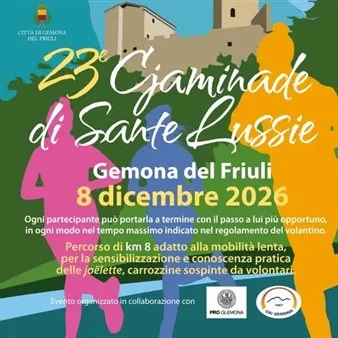 CITTÀ DI GEMONA
DEL FRIULI
23ᵉ Cjaminade
di Sante Lussie
Gemona del Friuli
8 dicembre 2026
Ogni partecipante può portarla a termine con il passo a lui più opportuno,
in ogni modo nel tempo massimo indicato nel regolamento del volantino.
Percorso di km 8 adatto alla mobilità lenta,
per la sensibilizzazione e conoscenza pratica
delle joëlette, carrozzine sospinte da volontari.
Evento organizzato in collaborazione con
PRO GLEMONA
CAI GEMONA